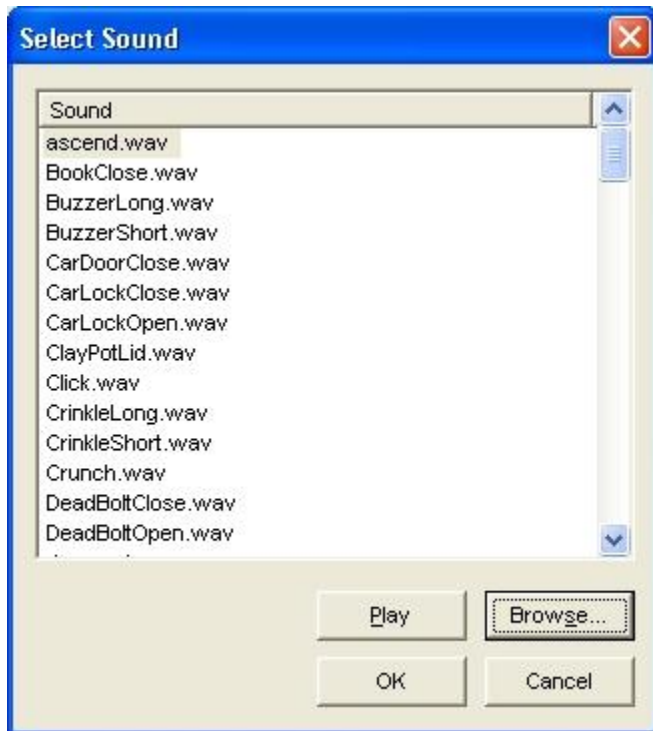 Select Sound
Sound
ascend.wav
BookClose.wav
BuzzerLong.wav
BuzzerShort.wav
CarDoorClose.wav
CarLockClose.wav
CarLockOpen.wav
ClayPotLid.wav
Click.wav
CrinkleLong.wav
CrinkleShort.wav
Crunch.wav
DeadBoltClose.wav
DeadBoltOpen.wav
Play Browse...
OK Cancel